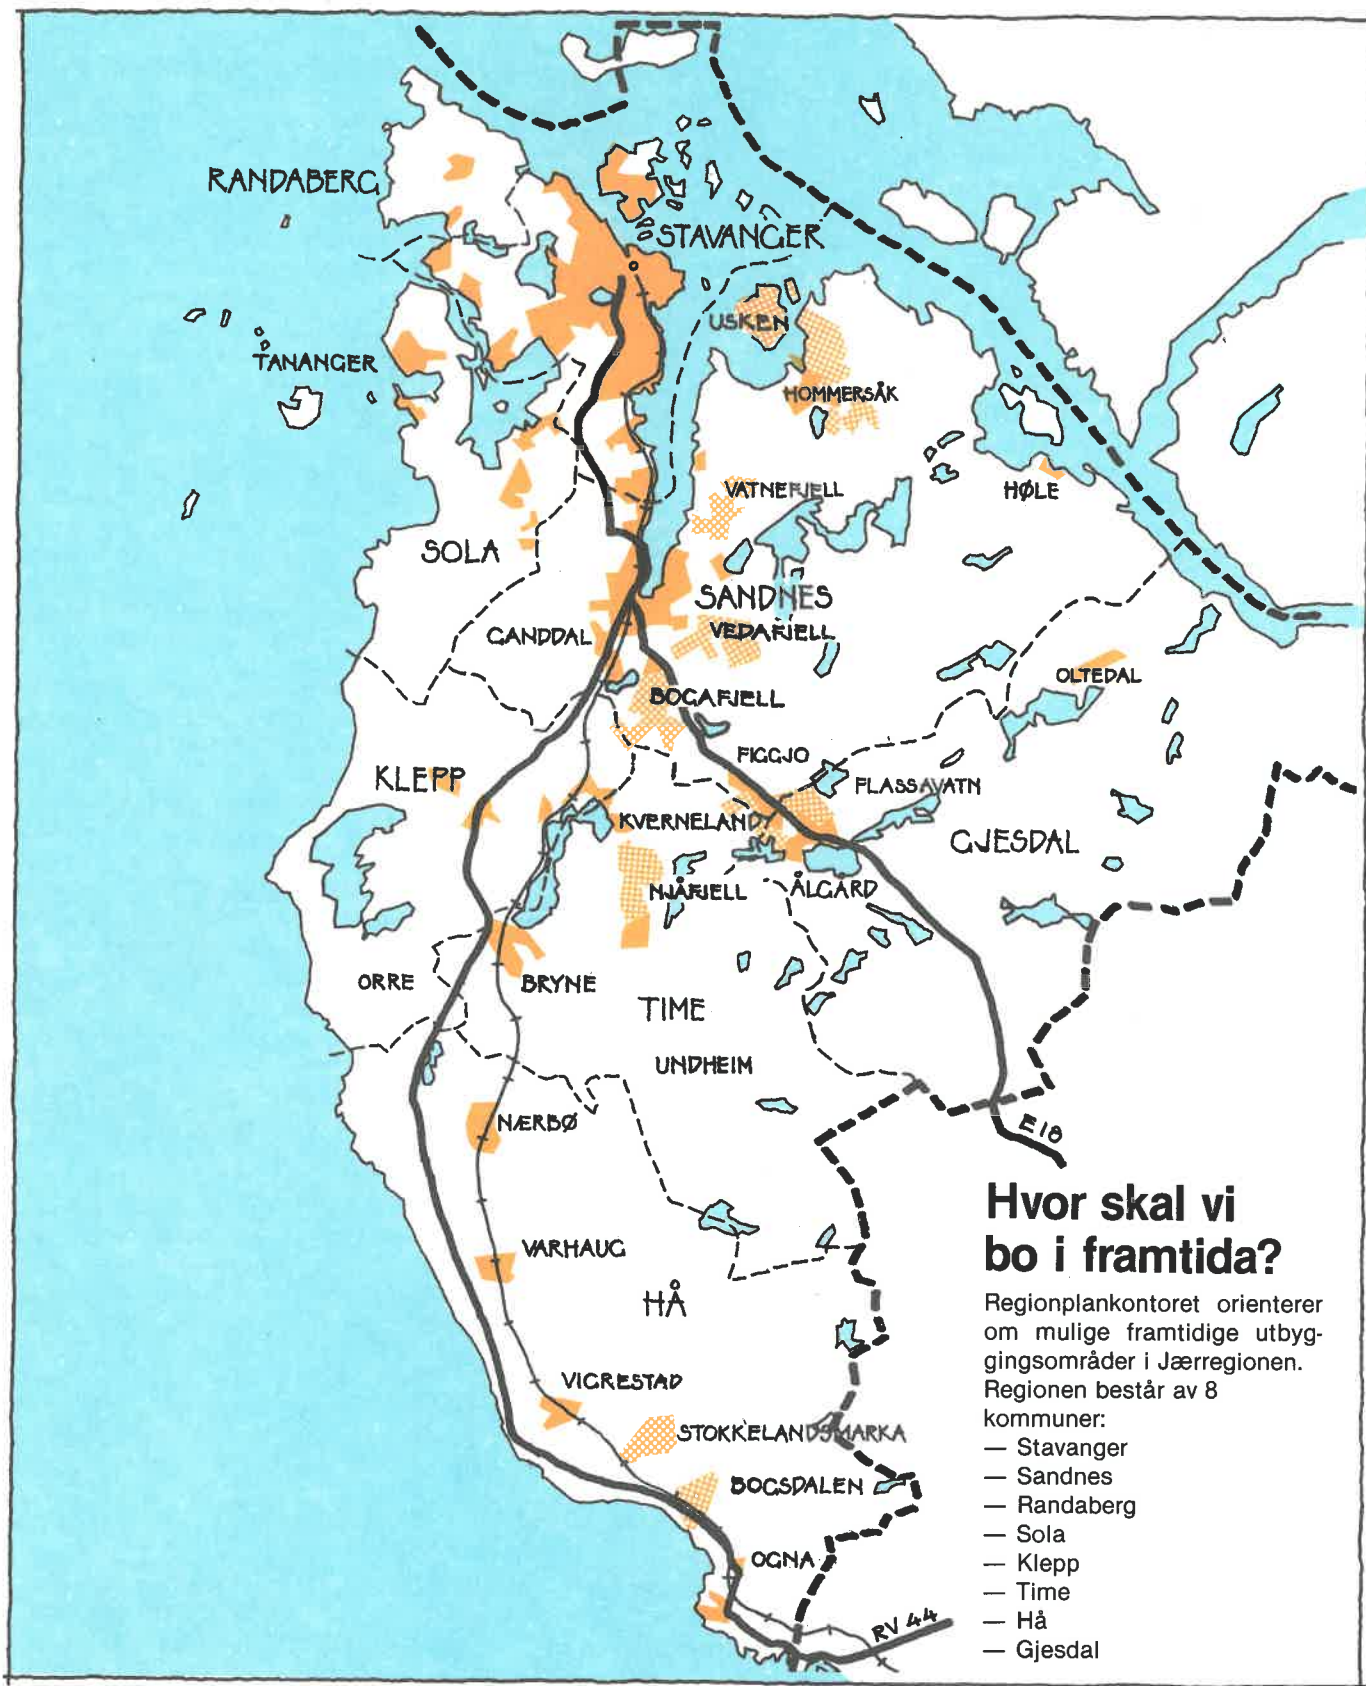 RANDABERG
STAVANGER
USKEN
TANANGER
HOMMERSÅK
VATNEFJELL
HØLE
SOLA
SANDNES
GANDDAL
VEDAFJELL
OLTEDAL
BOGAFJELL
FIGGJO
KLEPP
FLASSAVATN
KVERNELAND
GJESDAL
NJÅFJELL
ÅLGÅRD
ORRE
BRYNE
TIME
UNDHEIM
NÆRBØ
E18
VARHAUG
HÅ
VIGRESTAD
STOKKELANDSMARKA
BOGSDALEN
OGNA
RV 44
Hvor skal vi
bo i framtida?
Regionplankontoret orienterer
om mulige framtidige utbyg-
gingsområder i Jærregionen.
Regionen består av 8
kommuner:
— Stavanger
— Sandnes
— Randaberg
— Sola
— Klepp
— Time
— Hå
— Gjesdal